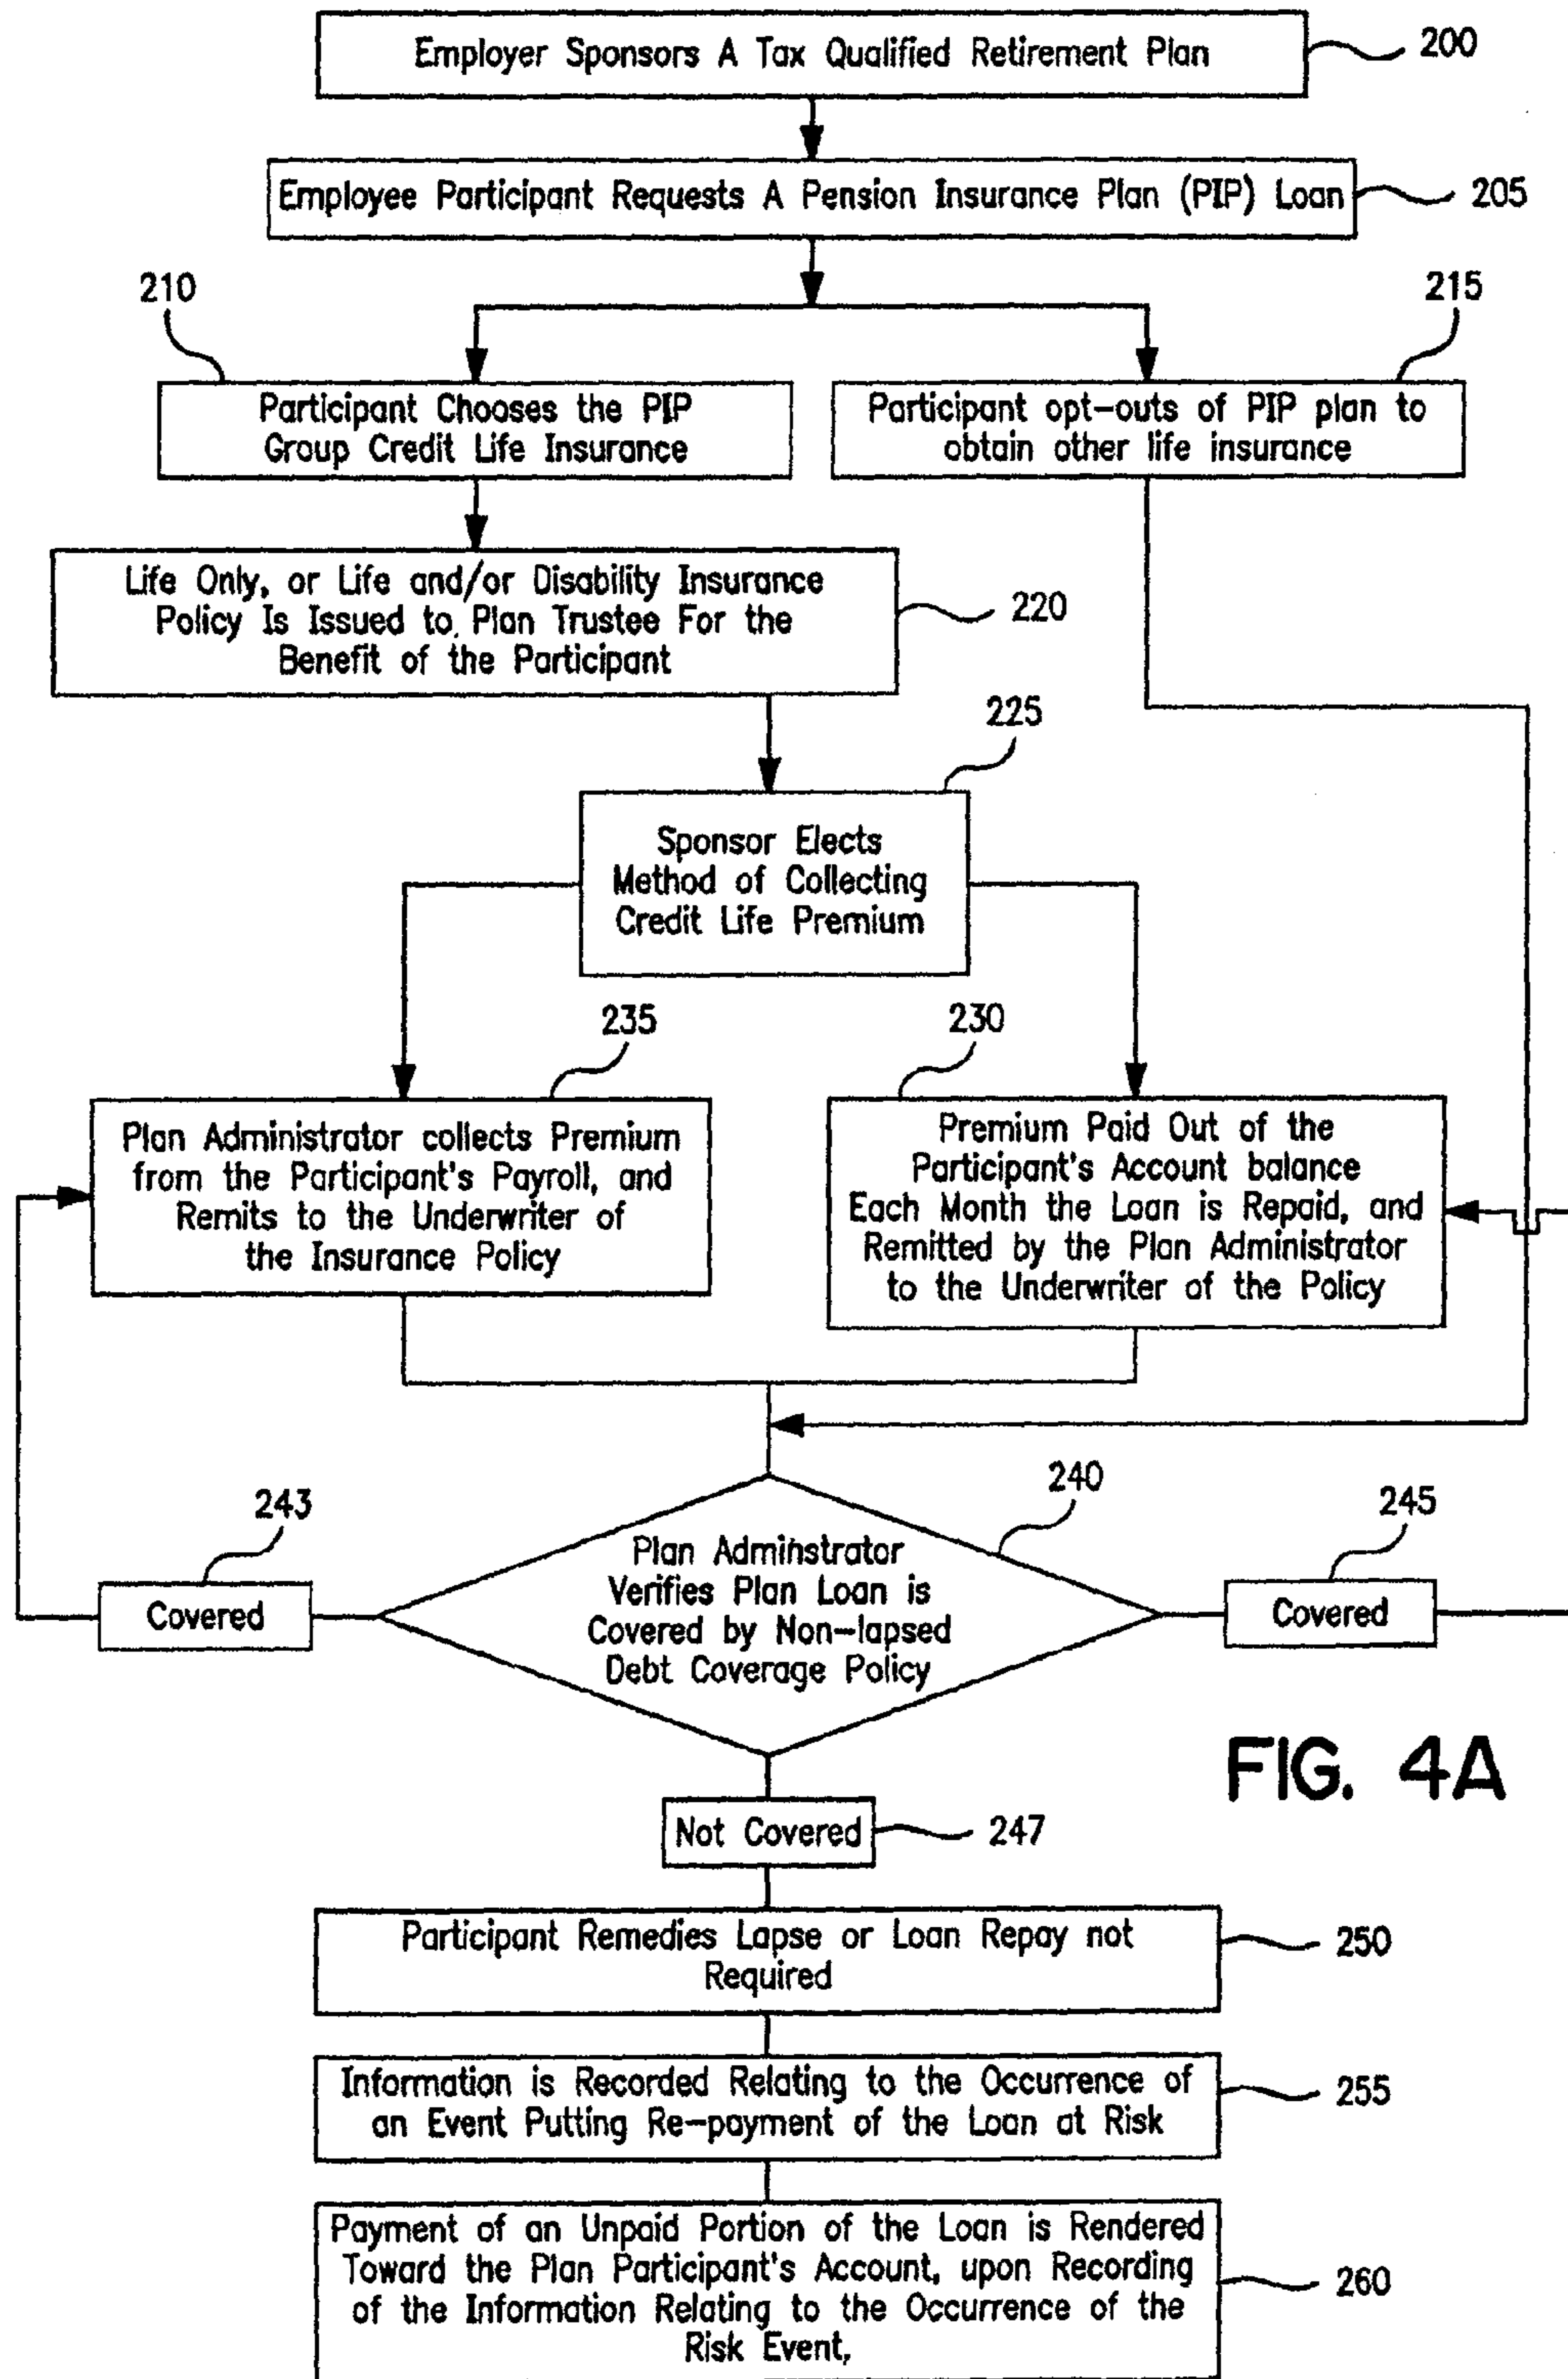 Employer Sponsors A Tax Qualified Retirement Plan
200
Employee Participant Requests A Pension Insurance Plan (PIP) Loan
205
210
215
Participant Chooses the PIP
Group Credit Life Insurance
Participant opt-outs of PIP plan to
obtain other life insurance
Life Only, or Life and/or Disability Insurance
Policy Is Issued to, Plan Trustee For the
Benefit of the Participant
220
225
Sponsor Elects
Method of Collecting
Credit Life Premium
235
230
Plan Administrator collects Premium
from the Participant's Payroll, and
Remits to the Underwriter of
the Insurance Policy
Premium Paid Out of the
Participant's Account balance
Each Month the Loan is Repaid, and
Remitted by the Plan Administrator
to the Underwriter of the Policy
243
240
245
Covered
Plan Adminstrator
Verifies Plan Loan is
Covered by Non-lapsed
Debt Coverage Policy
Covered
FIG. 4A
Not Covered
247
Participant Remedies Lapse or Loan Repay not
Required
250
Information is Recorded Relating to the Occurrence of
an Event Putting Re-payment of the Loan at Risk
255
Payment of an Unpaid Portion of the Loan is Rendered
Toward the Plan Participant's Account, upon Recording
of the Information Relating to the Occurrence of the
Risk Event,
260